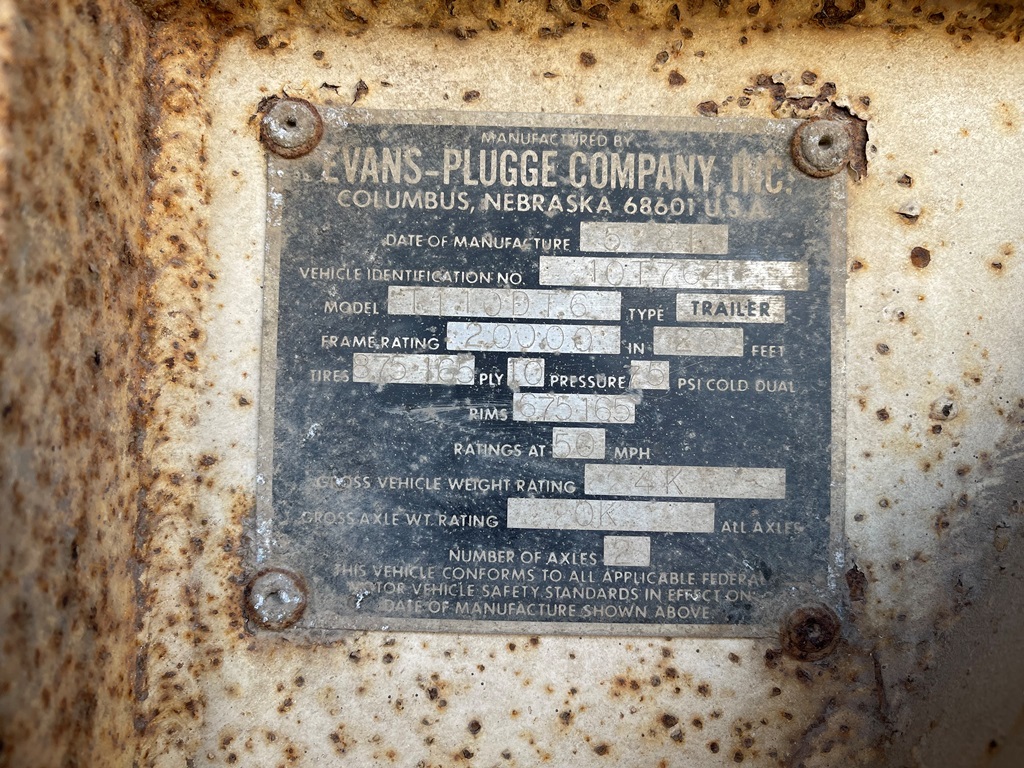 MANUFACTURED BY
EVANS-PLUGGE COMPANY, INC.
COLUMBUS, NEBRASKA 68601 U.S.A.
DATE OF MANUFACTURE
VEHICLE IDENTIFICATION NO.
MODEL TYPE TRAILER
FRAME RATING 20000 IN FEET
TIRES PLY 10 PRESSURE PSI COLD DUAL
RIMS 675·165
RATINGS AT 50 MPH
GROSS VEHICLE WEIGHT RATING
GROSS AXLE WT. RATING ALL AXLES
NUMBER OF AXLES 2
THIS VEHICLE CONFORMS TO ALL APPLICABLE FEDERAL
MOTOR VEHICLE SAFETY STANDARDS IN EFFECT ON
DATE OF MANUFACTURE SHOWN ABOVE.